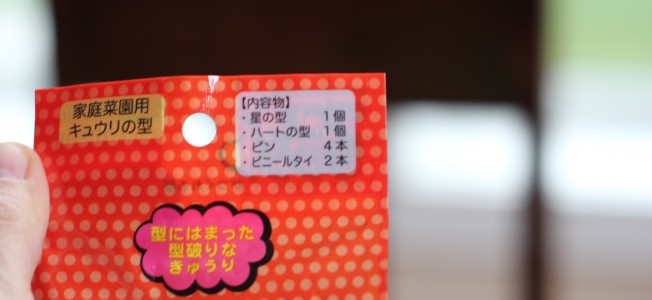 家庭菜園用
キュウリの型
【内容物】
・星の型 1個
・ハートの型 1個
・ピン 4本
・ビニールタイ 2本
型にはまった
型破りな
きゅうり